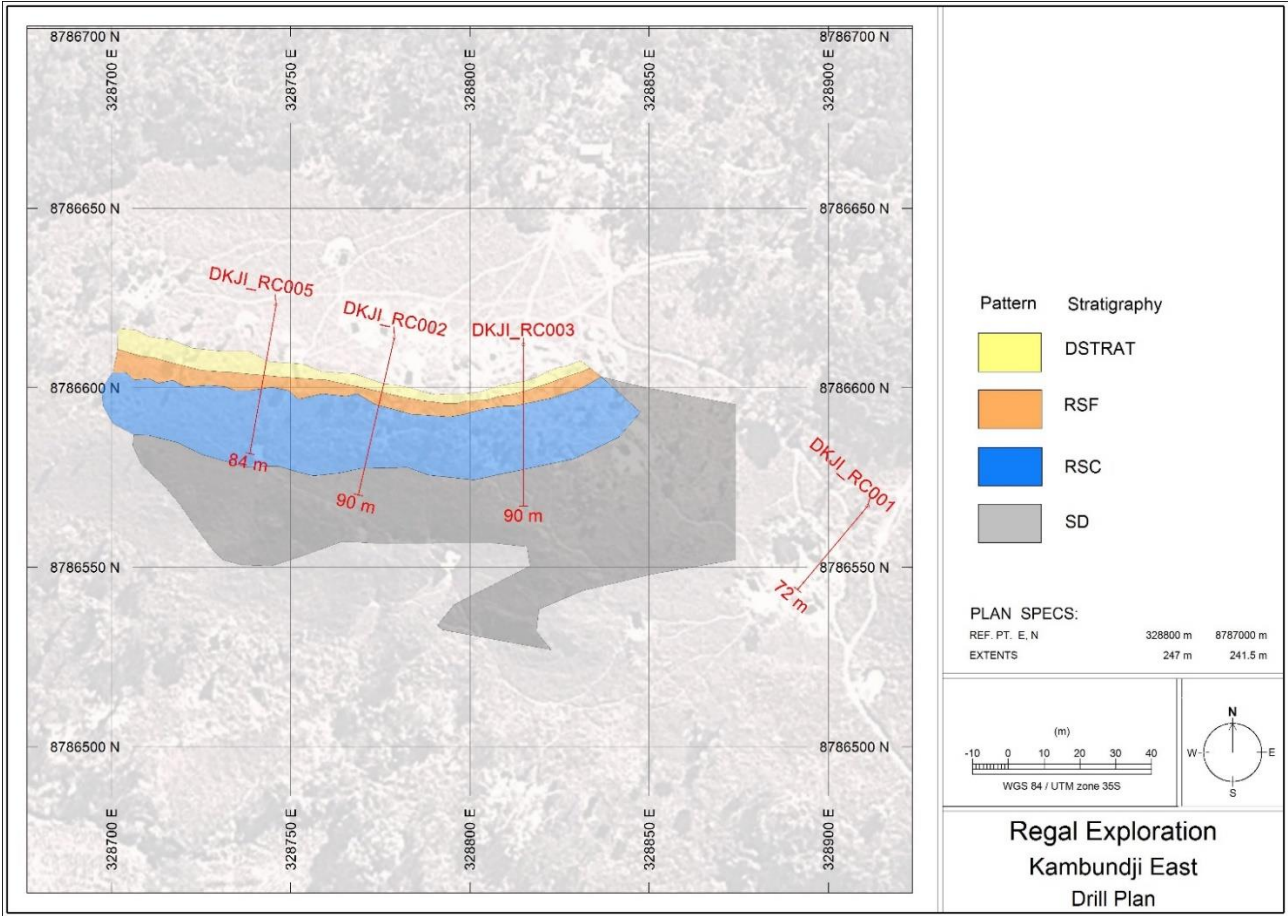 8786700 N
8786700 N
328700 E
328750 E
328800 E
328850 E
328900 E
8786650 N
8786650 N
DKJI_RC005
DKJI_RC002
DKJI_RC003
8786600 N
8786600 N
DKJI_RC001
84 m
90 m
90 m
8786550 N
8786550 N
72 m
8786500 N
8786500 N
328700 E
328750 E
328800 E
328850 E
328900 E
Pattern Stratigraphy
DSTRAT
RSF
RSC
SD
PLAN SPECS:
REF. PT. E, N 328800 m 8787000 m
EXTENTS 247 m 241.5 m
(m)
-10 0 10 20 30 40
WGS 84 / UTM zone 35S
N
W E
S
Regal Exploration
Kambundji East
Drill Plan